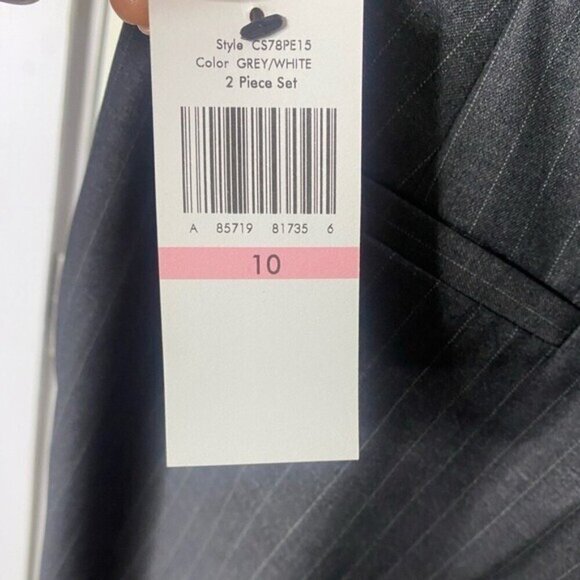 Style CS78PE15
Color GREY/WHITE
2 Piece Set
A 85719 81735 6
10